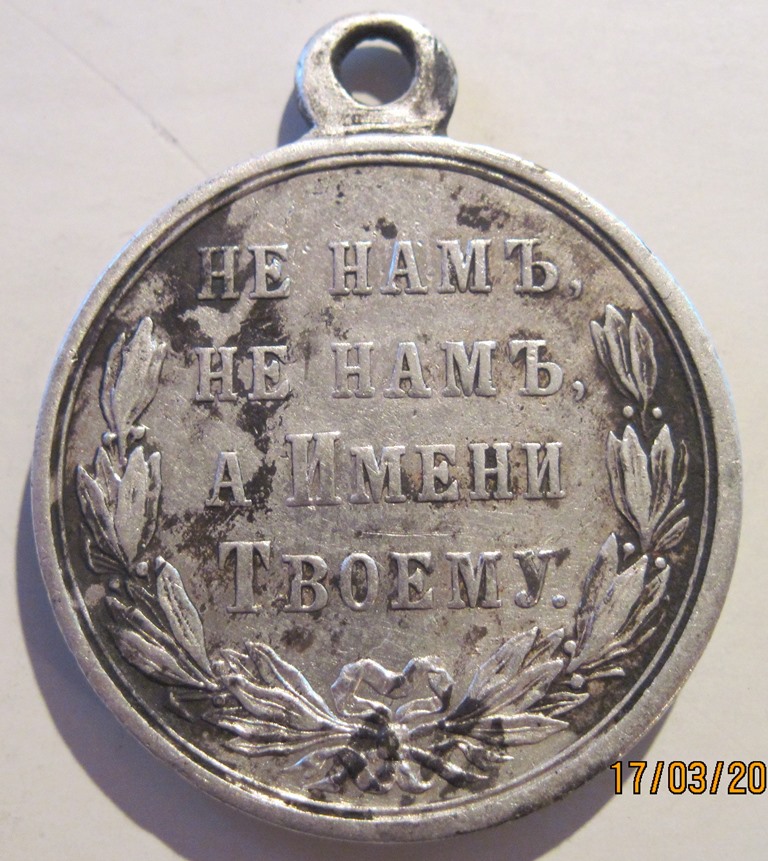 НЕ НАМЪ,
НЕ НАМЪ,
А ИМЕНИ
ТВОЕМУ.
17/03/20